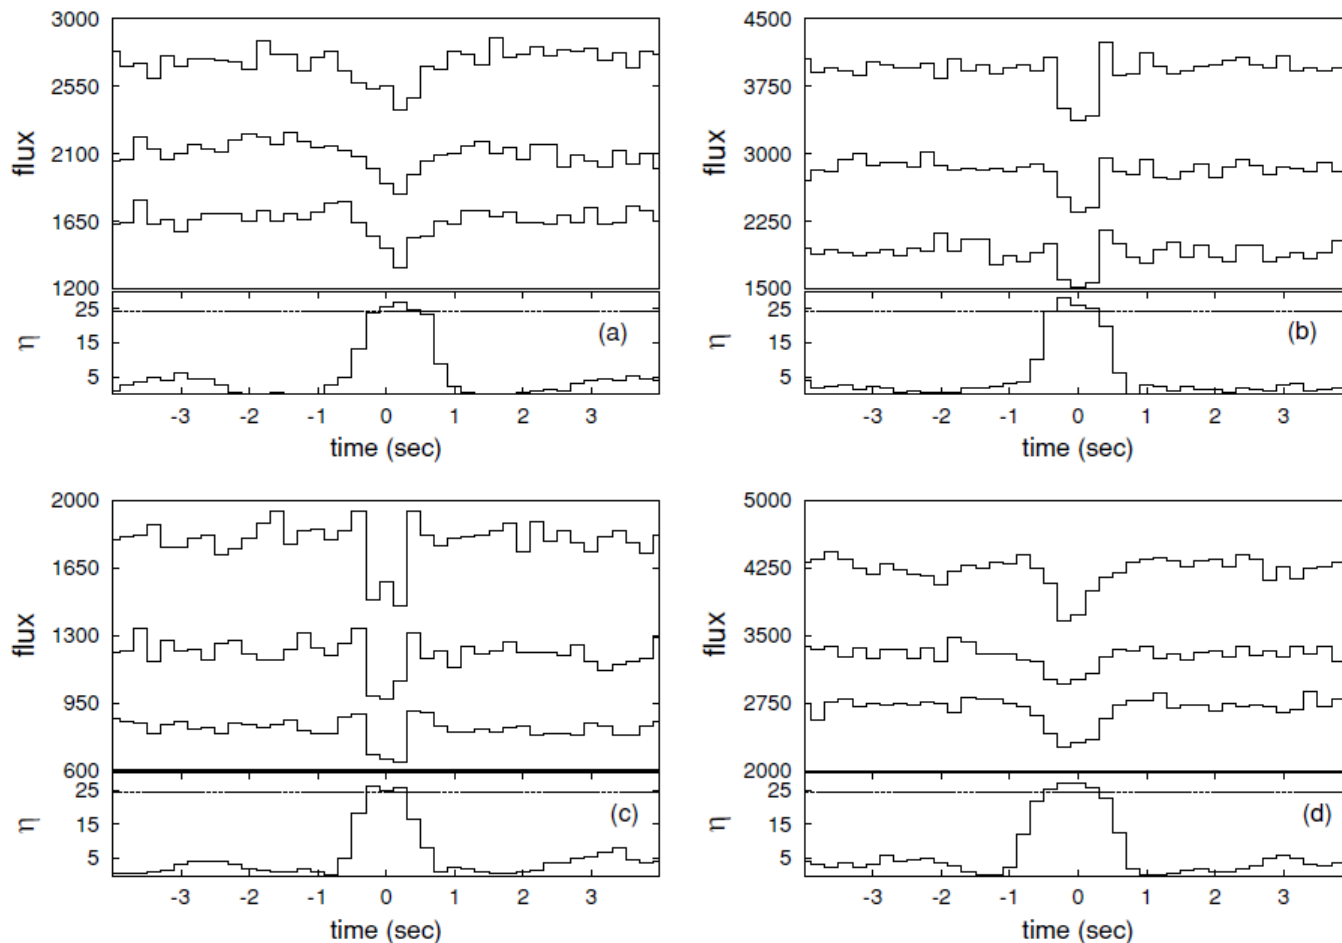 3000
2550
2100
1650
1200
flux
25
15
5
η
(a)
-3 -2 -1 0 1 2 3
time (sec)
4500
3750
3000
2250
1500
flux
25
15
5
η
(b)
-3 -2 -1 0 1 2 3
time (sec)
2000
1650
1300
950
600
flux
25
15
5
η
(c)
-3 -2 -1 0 1 2 3
time (sec)
5000
4250
3500
2750
2000
flux
25
15
5
η
(d)
-3 -2 -1 0 1 2 3
time (sec)